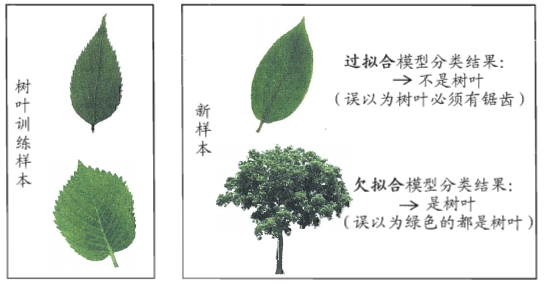 树叶训练样本
新样本
过拟合模型分类结果:
→ 不是树叶
(误以为树叶必须有锯齿)
欠拟合模型分类结果:
→ 是树叶
(误以为绿色的都是树叶)